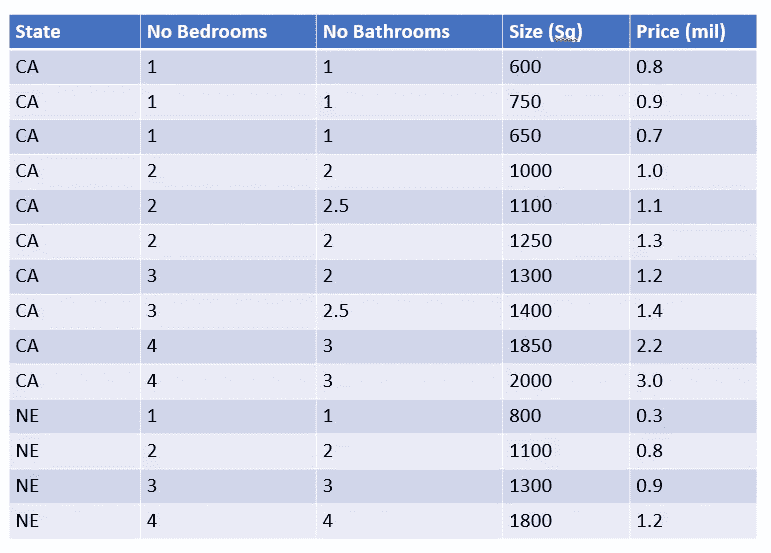 State No Bedrooms No Bathrooms Size (Sq) Price (mil)
CA 1 1 600 0.8
CA 1 1 750 0.9
CA 1 1 650 0.7
CA 2 2 1000 1.0
CA 2 2.5 1100 1.1
CA 2 2 1250 1.3
CA 3 2 1300 1.2
CA 3 2.5 1400 1.4
CA 4 3 1850 2.2
CA 4 3 2000 3.0
NE 1 1 800 0.3
NE 2 2 1100 0.8
NE 3 3 1300 0.9
NE 4 4 1800 1.2